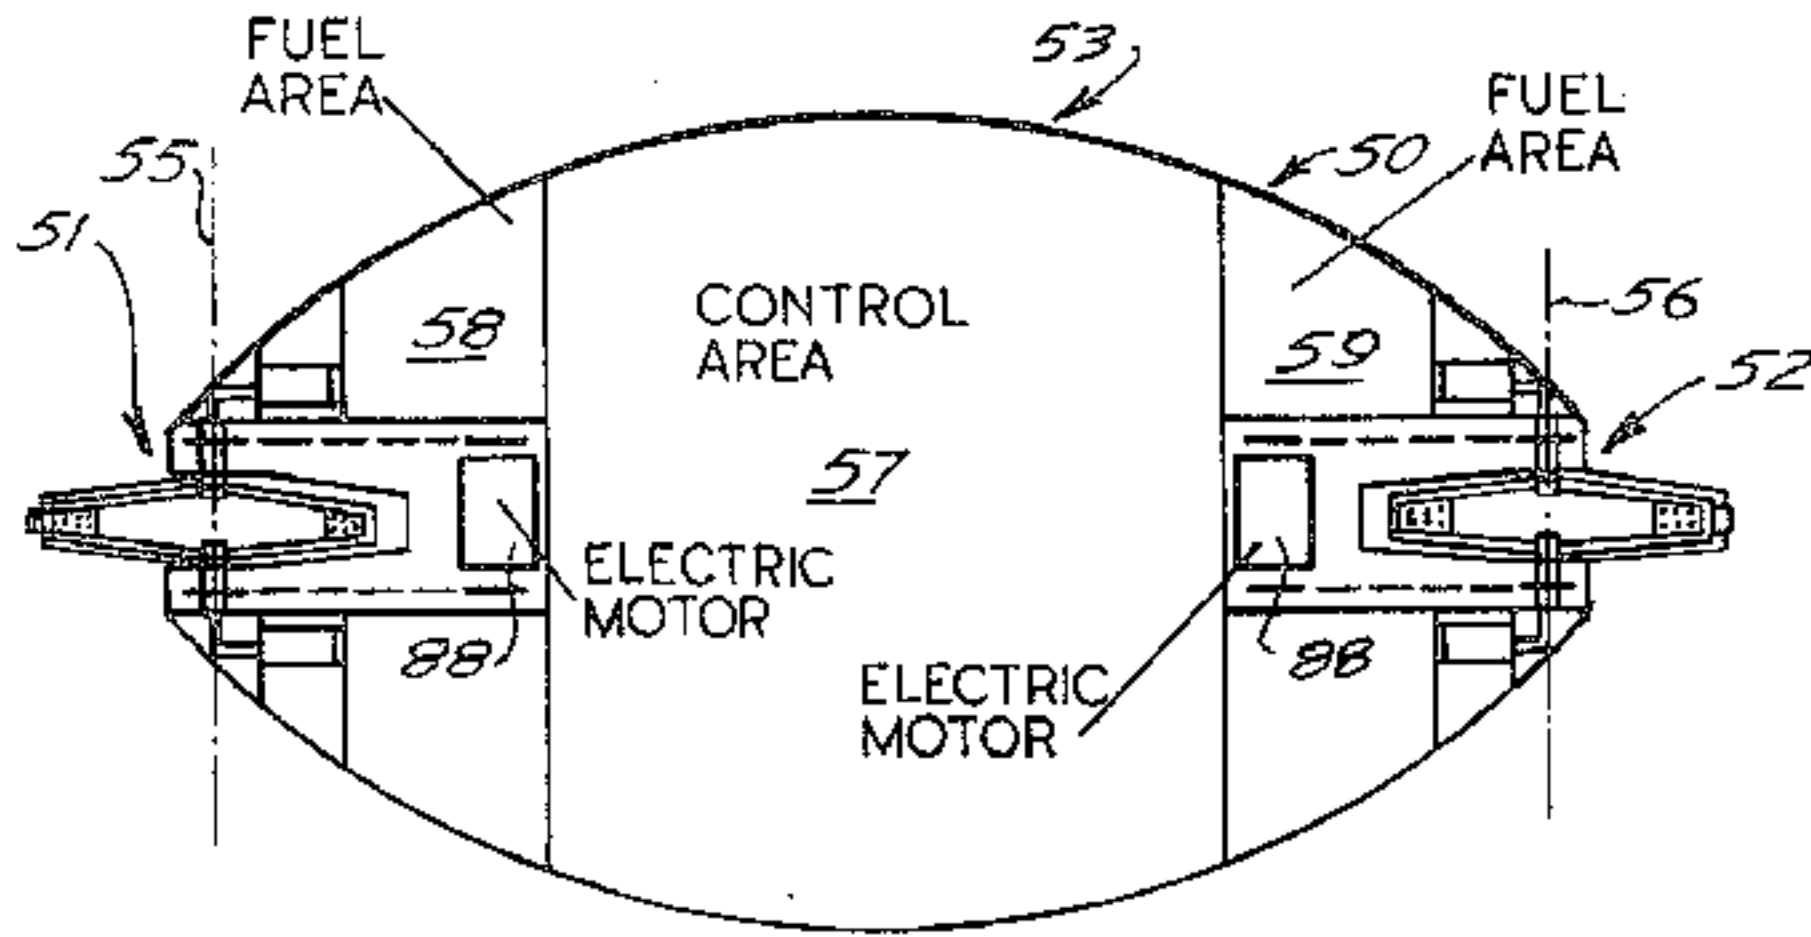 FUEL
AREA
53
FUEL
AREA
55
50
51
56
CONTROL
AREA
58
59
52
57
ELECTRIC
MOTOR
88
88
ELECTRIC
MOTOR